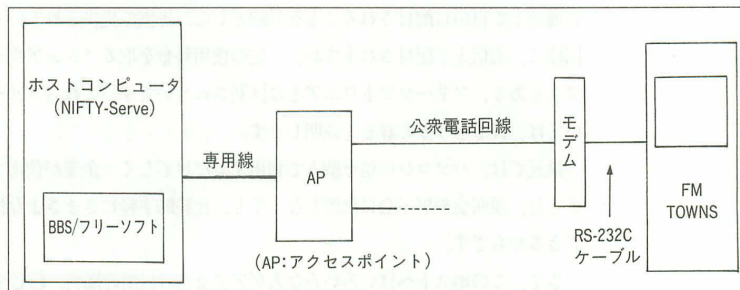 ホストコンピュータ
(NIFTY-Serve)
BBS/フリーソフト
専用線
AP
(AP:アクセスポイント)
公衆電話回線
モデム
RS-232C
ケーブル
FM
TOWNS